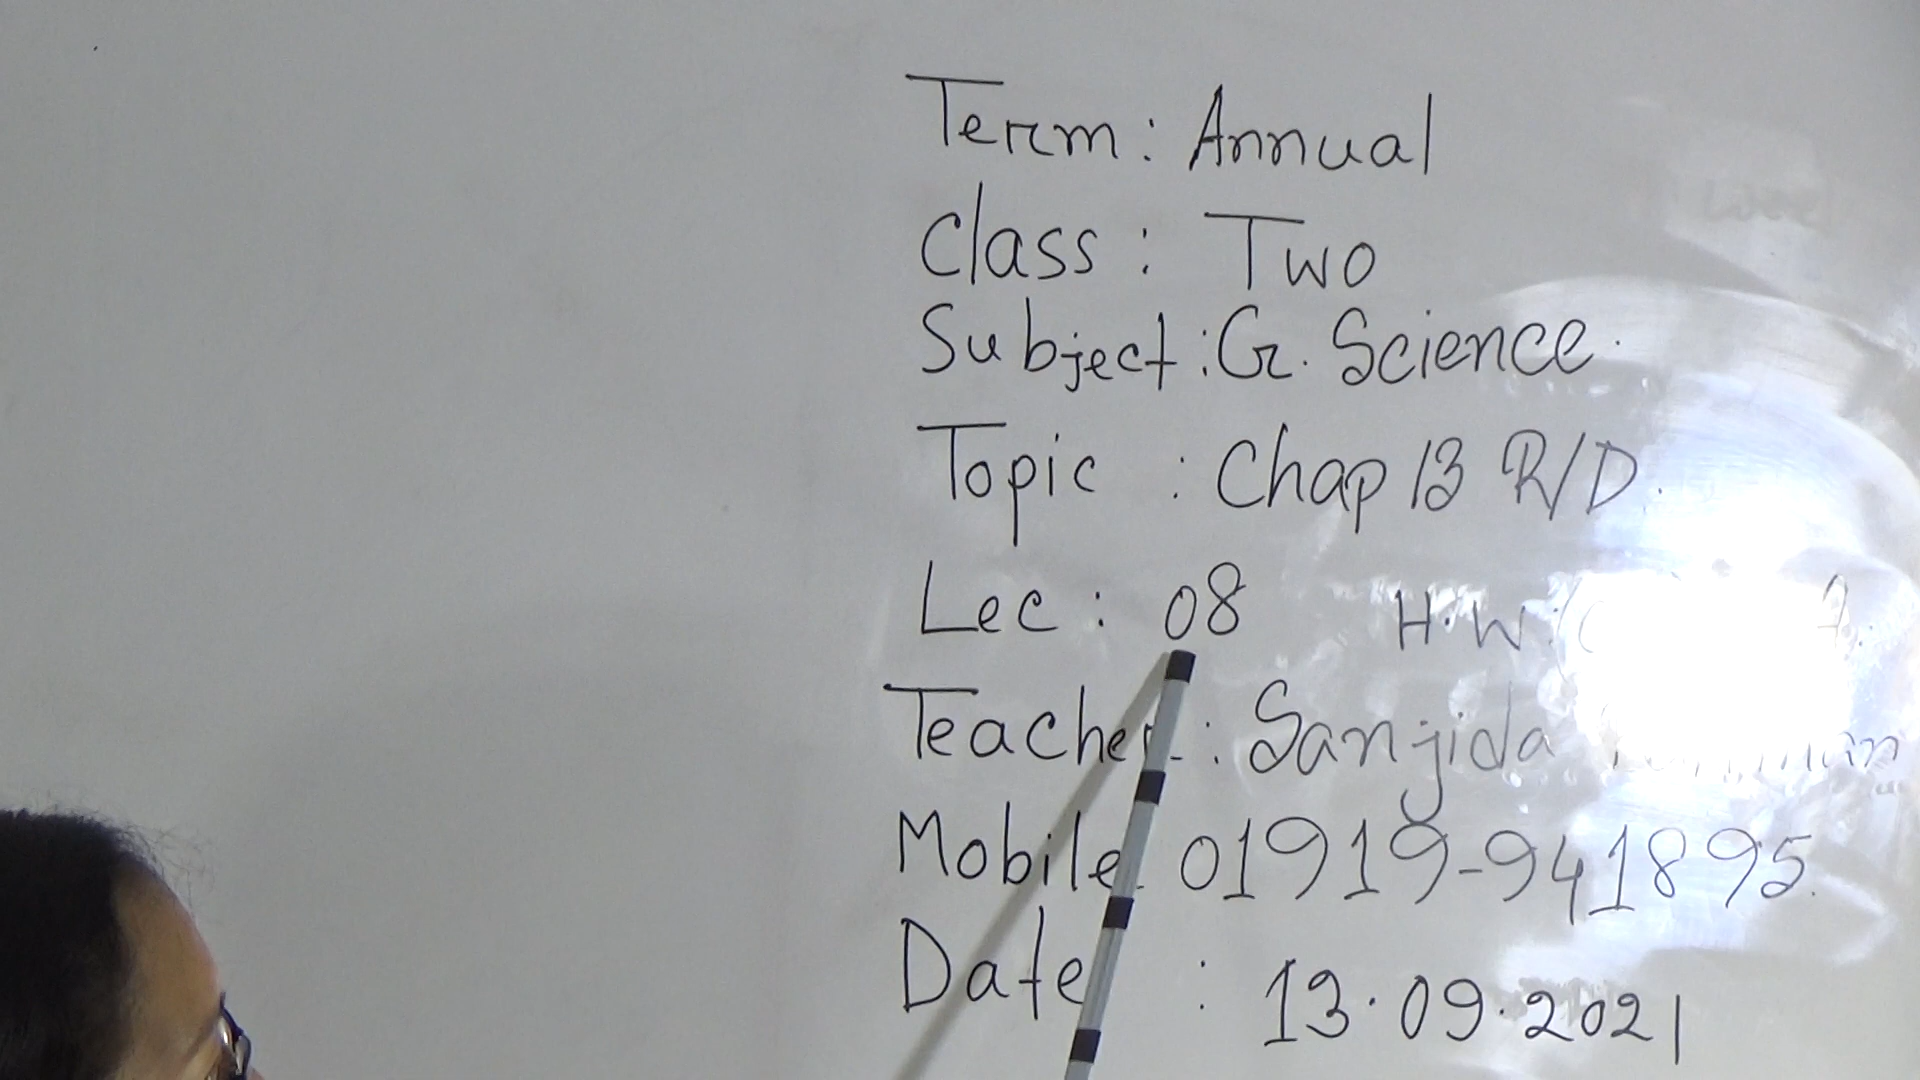 Term: Annual
Class: Two
Subject: G. Science.
Topic: Chap 13 R/D.
Lec: 08 H.W:
Teacher: Sanjida
Mobile 01919-941895.
Date: 13.09.2021